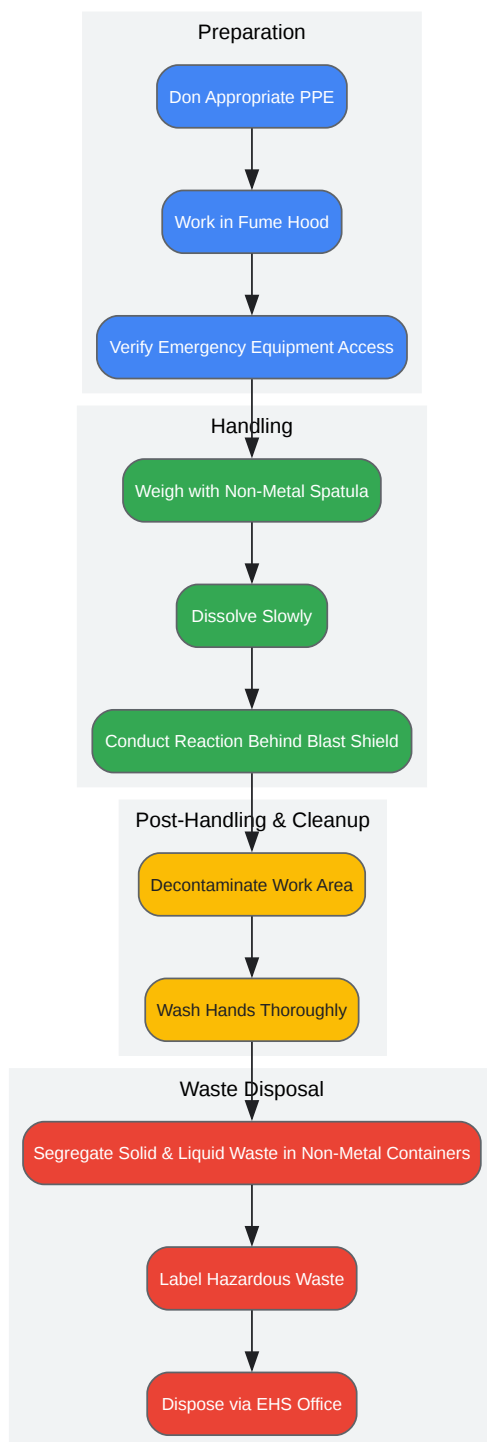 Preparation
Don Appropriate PPE
Work in Fume Hood
Verify Emergency Equipment Access
Handling
Weigh with Non-Metal Spatula
Dissolve Slowly
Conduct Reaction Behind Blast Shield
Post-Handling & Cleanup
Decontaminate Work Area
Wash Hands Thoroughly
Waste Disposal
Segregate Solid & Liquid Waste in Non-Metal Containers
Label Hazardous Waste
Dispose via EHS Office